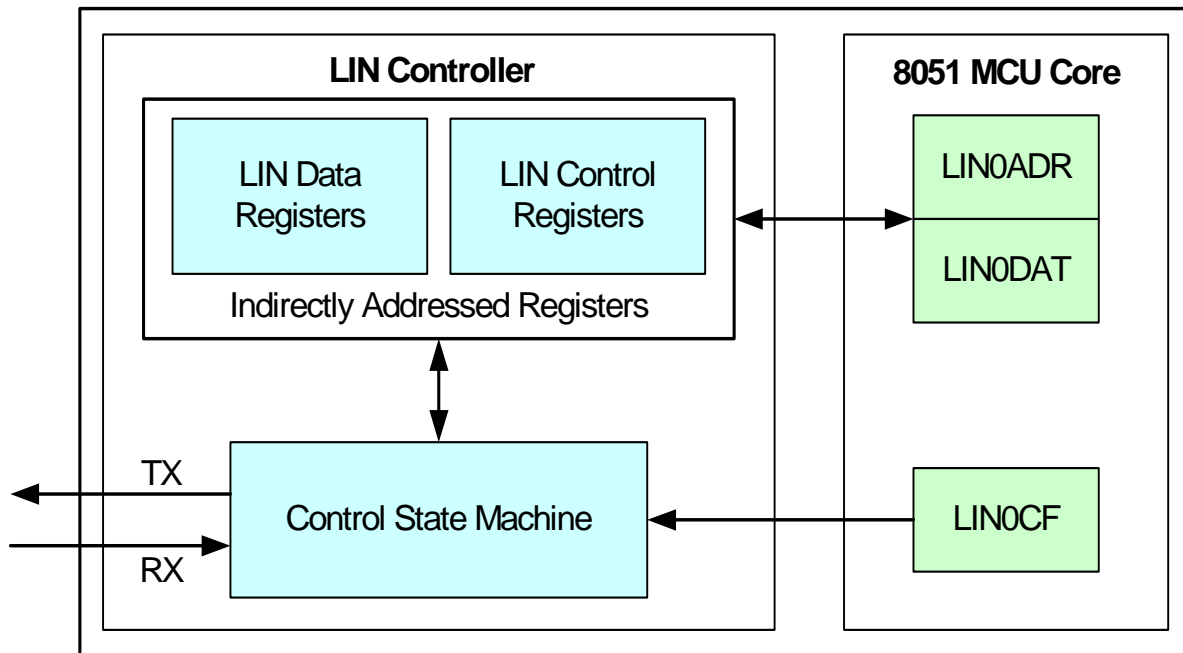 LIN Controller
LIN Data
Registers
LIN Control
Registers
Indirectly Addressed Registers
TX
RX
Control State Machine
8051 MCU Core
LIN0ADR
LIN0DAT
LIN0CF